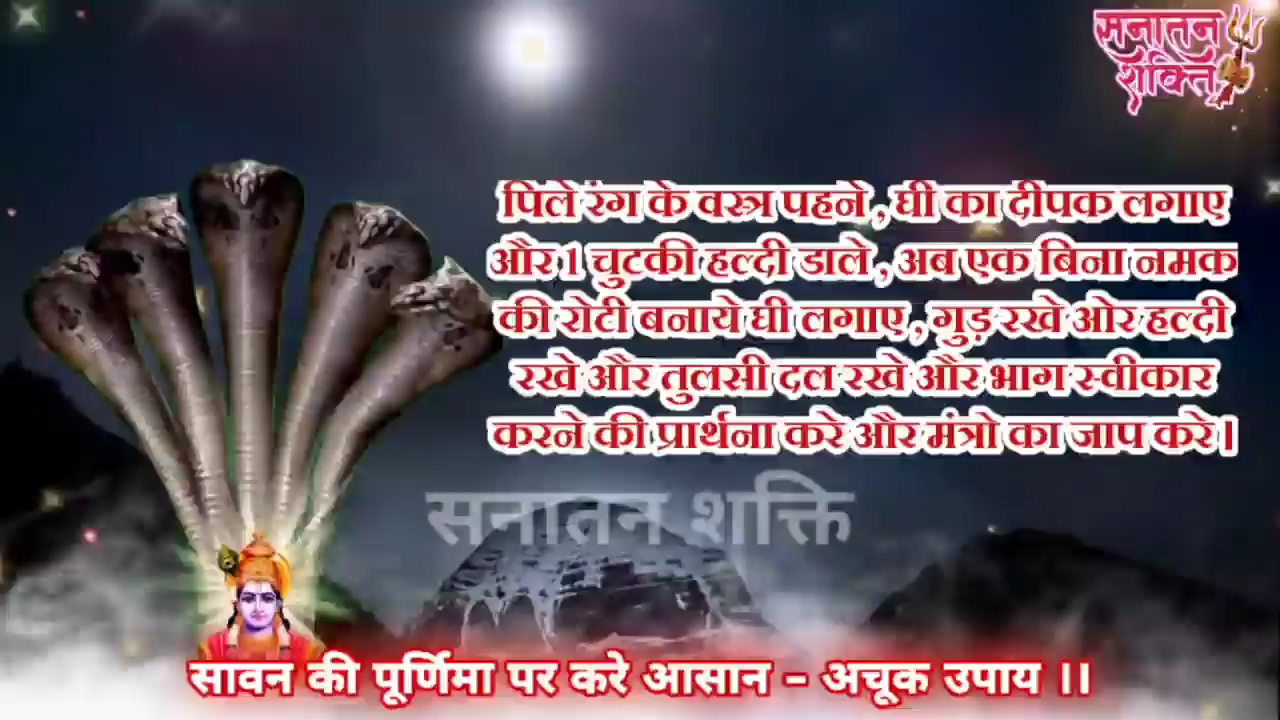 सनातन
शक्ति
पिले रंग के वस्त्र पहने , घी का दीपक लगाए
और 1 चुटकी हल्दी डाले , अब एक बिना नमक
की रोटी बनाये घी लगाए , गुड़ रखे ओर हल्दी
रखे और तुलसी दल रखे और भाग स्वीकार
करने की प्रार्थना करे और मंत्रो का जाप करे।
सनातन शक्ति
सावन की पूर्णिमा पर करे आसान - अचूक उपाय ।।